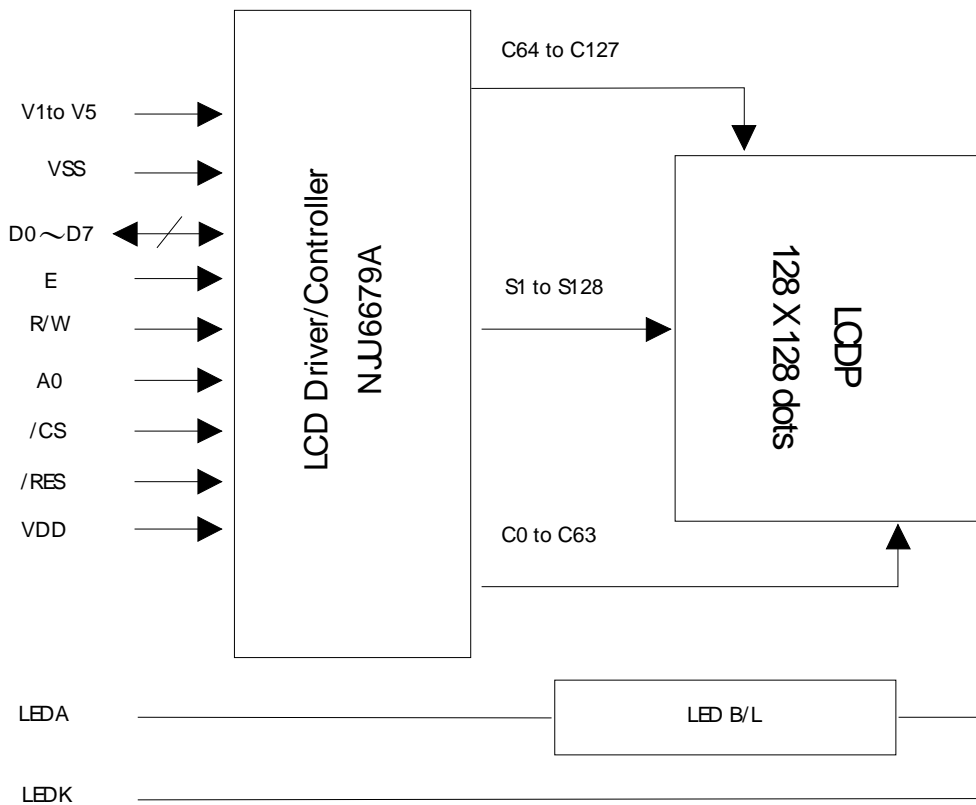 C64 to C127
V1to V5
VSS
D0～D7
E
R/W
A0
/CS
/RES
VDD
LCD Driver/Controller
NJU6679A
S1 to S128
C0 to C63
LCDP
128 X 128 dots
LEDA
LED B/L
LEDK